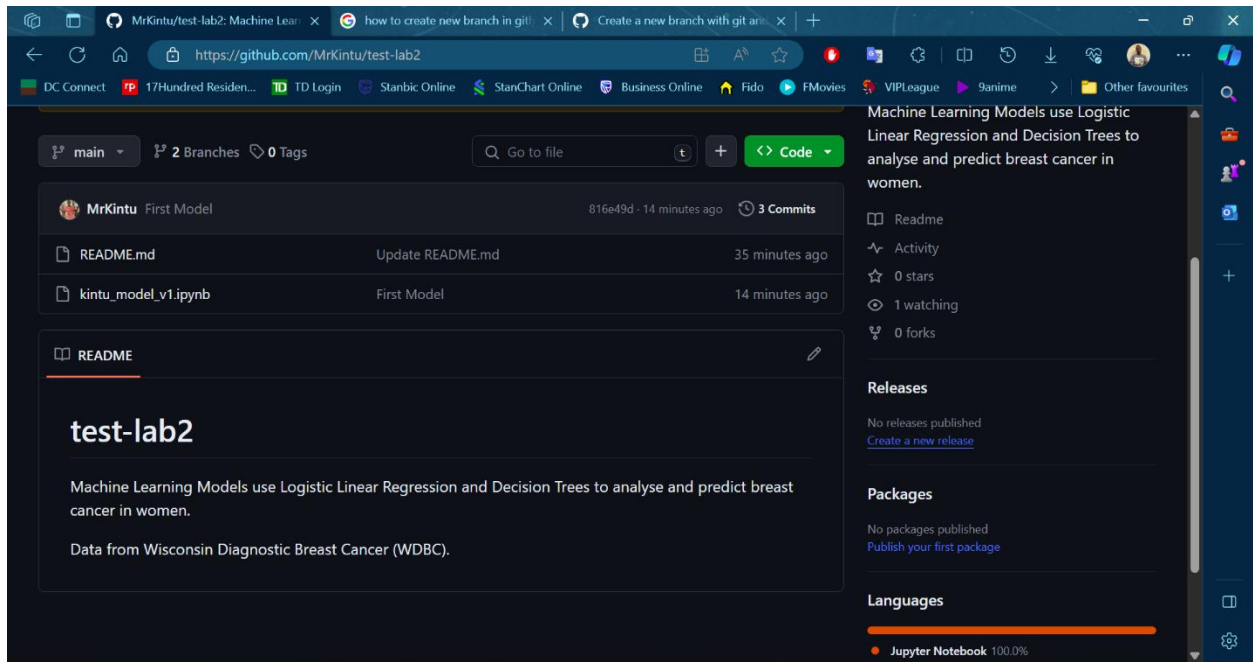 MrKintu/test-lab2: Machine Lear
how to create new branch in gith
Create a new branch with git and
https://github.com/MrKintu/test-lab2
DC Connect
17Hundred Residen...
TD Login
Stanbic Online
StanChart Online
Business Online
Fido
FMovies
VIPLeague
9anime
Other favourites
main
2 Branches
0 Tags
Go to file
t
Code
MrKintu First Model
816e49d · 14 minutes ago
3 Commits
README.md
Update README.md
35 minutes ago
kintu_model_v1.ipynb
First Model
14 minutes ago
README
test-lab2
Machine Learning Models use Logistic Linear Regression and Decision Trees to analyse and predict breast
cancer in women.
Data from Wisconsin Diagnostic Breast Cancer (WDBC).
Machine Learning Models use Logistic
Linear Regression and Decision Trees to
analyse and predict breast cancer in
women.
Readme
Activity
0 stars
1 watching
0 forks
Releases
No releases published
Create a new release
Packages
No packages published
Publish your first package
Languages
Jupyter Notebook 100.0%